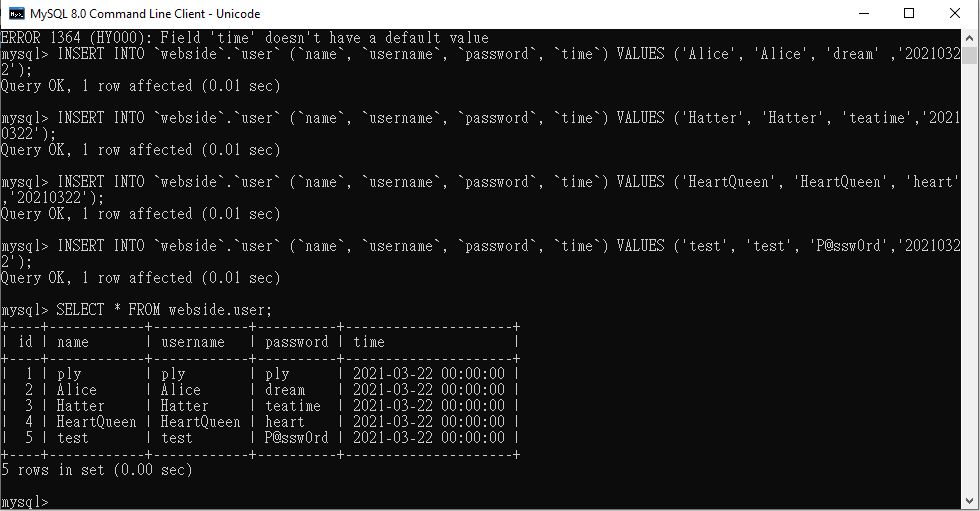 MySQL 8.0 Command Line Client - Unicode
ERROR 1364 (HY000): Field 'time' doesn't have a default value
mysql> INSERT INTO `webside`.`user` (`name`, `username`, `password`, `time`) VALUES ('Alice', 'Alice', 'dream' ,'2021032
2');
Query OK, 1 row affected (0.01 sec)
mysql> INSERT INTO `webside`.`user` (`name`, `username`, `password`, `time`) VALUES ('Hatter', 'Hatter', 'teatime','2021
0322');
Query OK, 1 row affected (0.01 sec)
mysql> INSERT INTO `webside`.`user` (`name`, `username`, `password`, `time`) VALUES ('HeartQueen', 'HeartQueen', 'heart'
,'20210322');
Query OK, 1 row affected (0.01 sec)
mysql> INSERT INTO `webside`.`user` (`name`, `username`, `password`, `time`) VALUES ('test', 'test', 'P@ssw0rd','2021032
2');
Query OK, 1 row affected (0.01 sec)
mysql> SELECT * FROM webside.user;
+----+------------+------------+----------+---------------------+
| id | name       | username   | password | time                |
+----+------------+------------+----------+---------------------+
|  1 | ply        | ply        | ply      | 2021-03-22 00:00:00 |
|  2 | Alice      | Alice      | dream    | 2021-03-22 00:00:00 |
|  3 | Hatter     | Hatter     | teatime  | 2021-03-22 00:00:00 |
|  4 | HeartQueen | HeartQueen | heart    | 2021-03-22 00:00:00 |
|  5 | test       | test       | P@ssw0rd | 2021-03-22 00:00:00 |
+----+------------+------------+----------+---------------------+
5 rows in set (0.00 sec)
mysql>